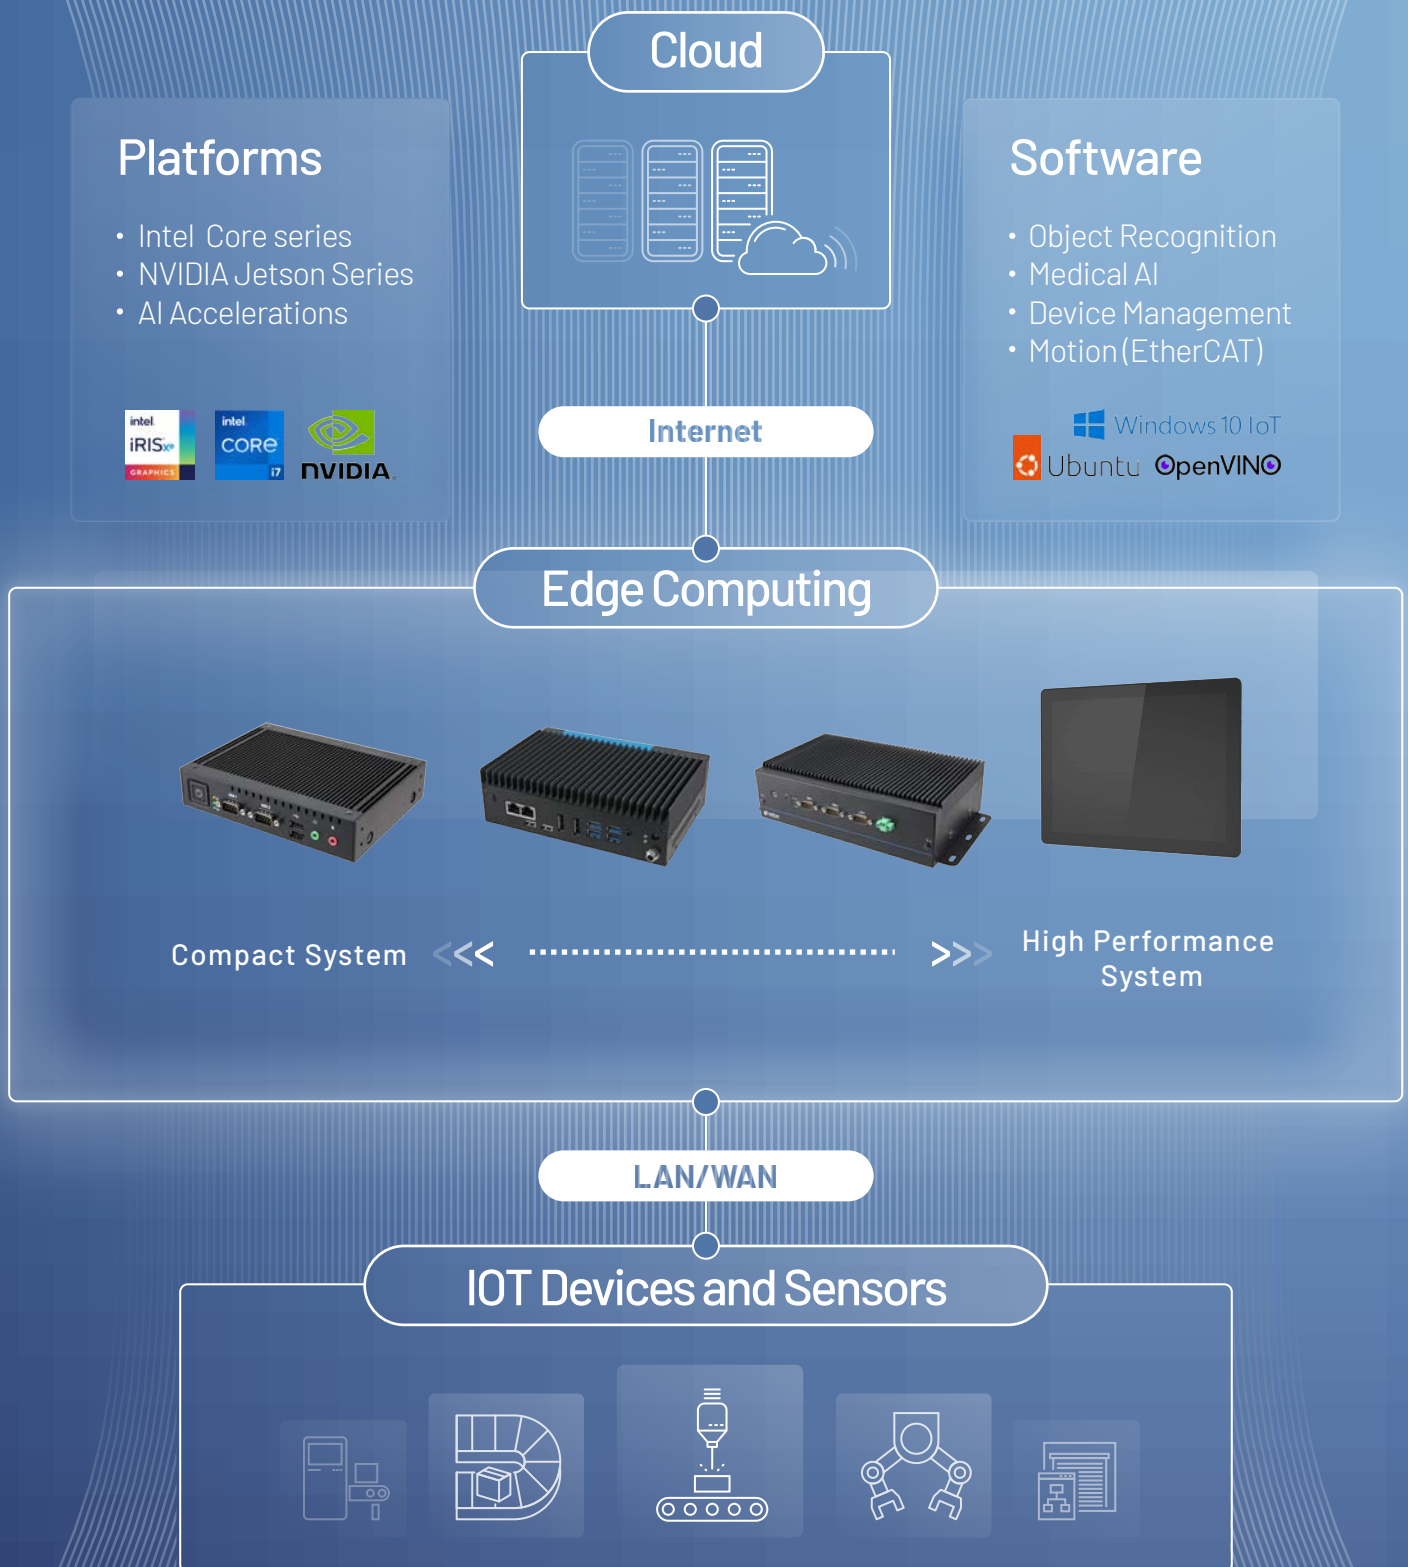 Cloud
Platforms
• Intel Core series
• NVIDIA Jetson Series
• AI Accelerations
intel.
iRIS xe
GRAPHICS
intel.
CORE
i7
NVIDIA.
Software
• Object Recognition
• Medical AI
• Device Management
• Motion (EtherCAT)
Windows 10 IoT
Ubuntu
OpenVINO
Internet
Edge Computing
Compact System
High Performance
System
LAN/WAN
IOT Devices and Sensors